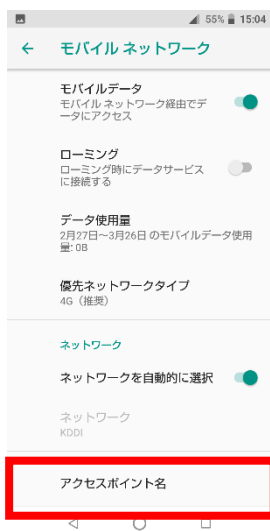 55% 15:04
モバイル ネットワーク
モバイルデータ
モバイル ネットワーク経由でデ
ータにアクセス
ローミング
ローミング時にデータサービス
に接続する
データ使用量
2月27日～3月26日 のモバイルデータ使用
量: 0B
優先ネットワークタイプ
4G（推奨）
ネットワーク
ネットワークを自動的に選択
ネットワーク
KDDI
アクセスポイント名